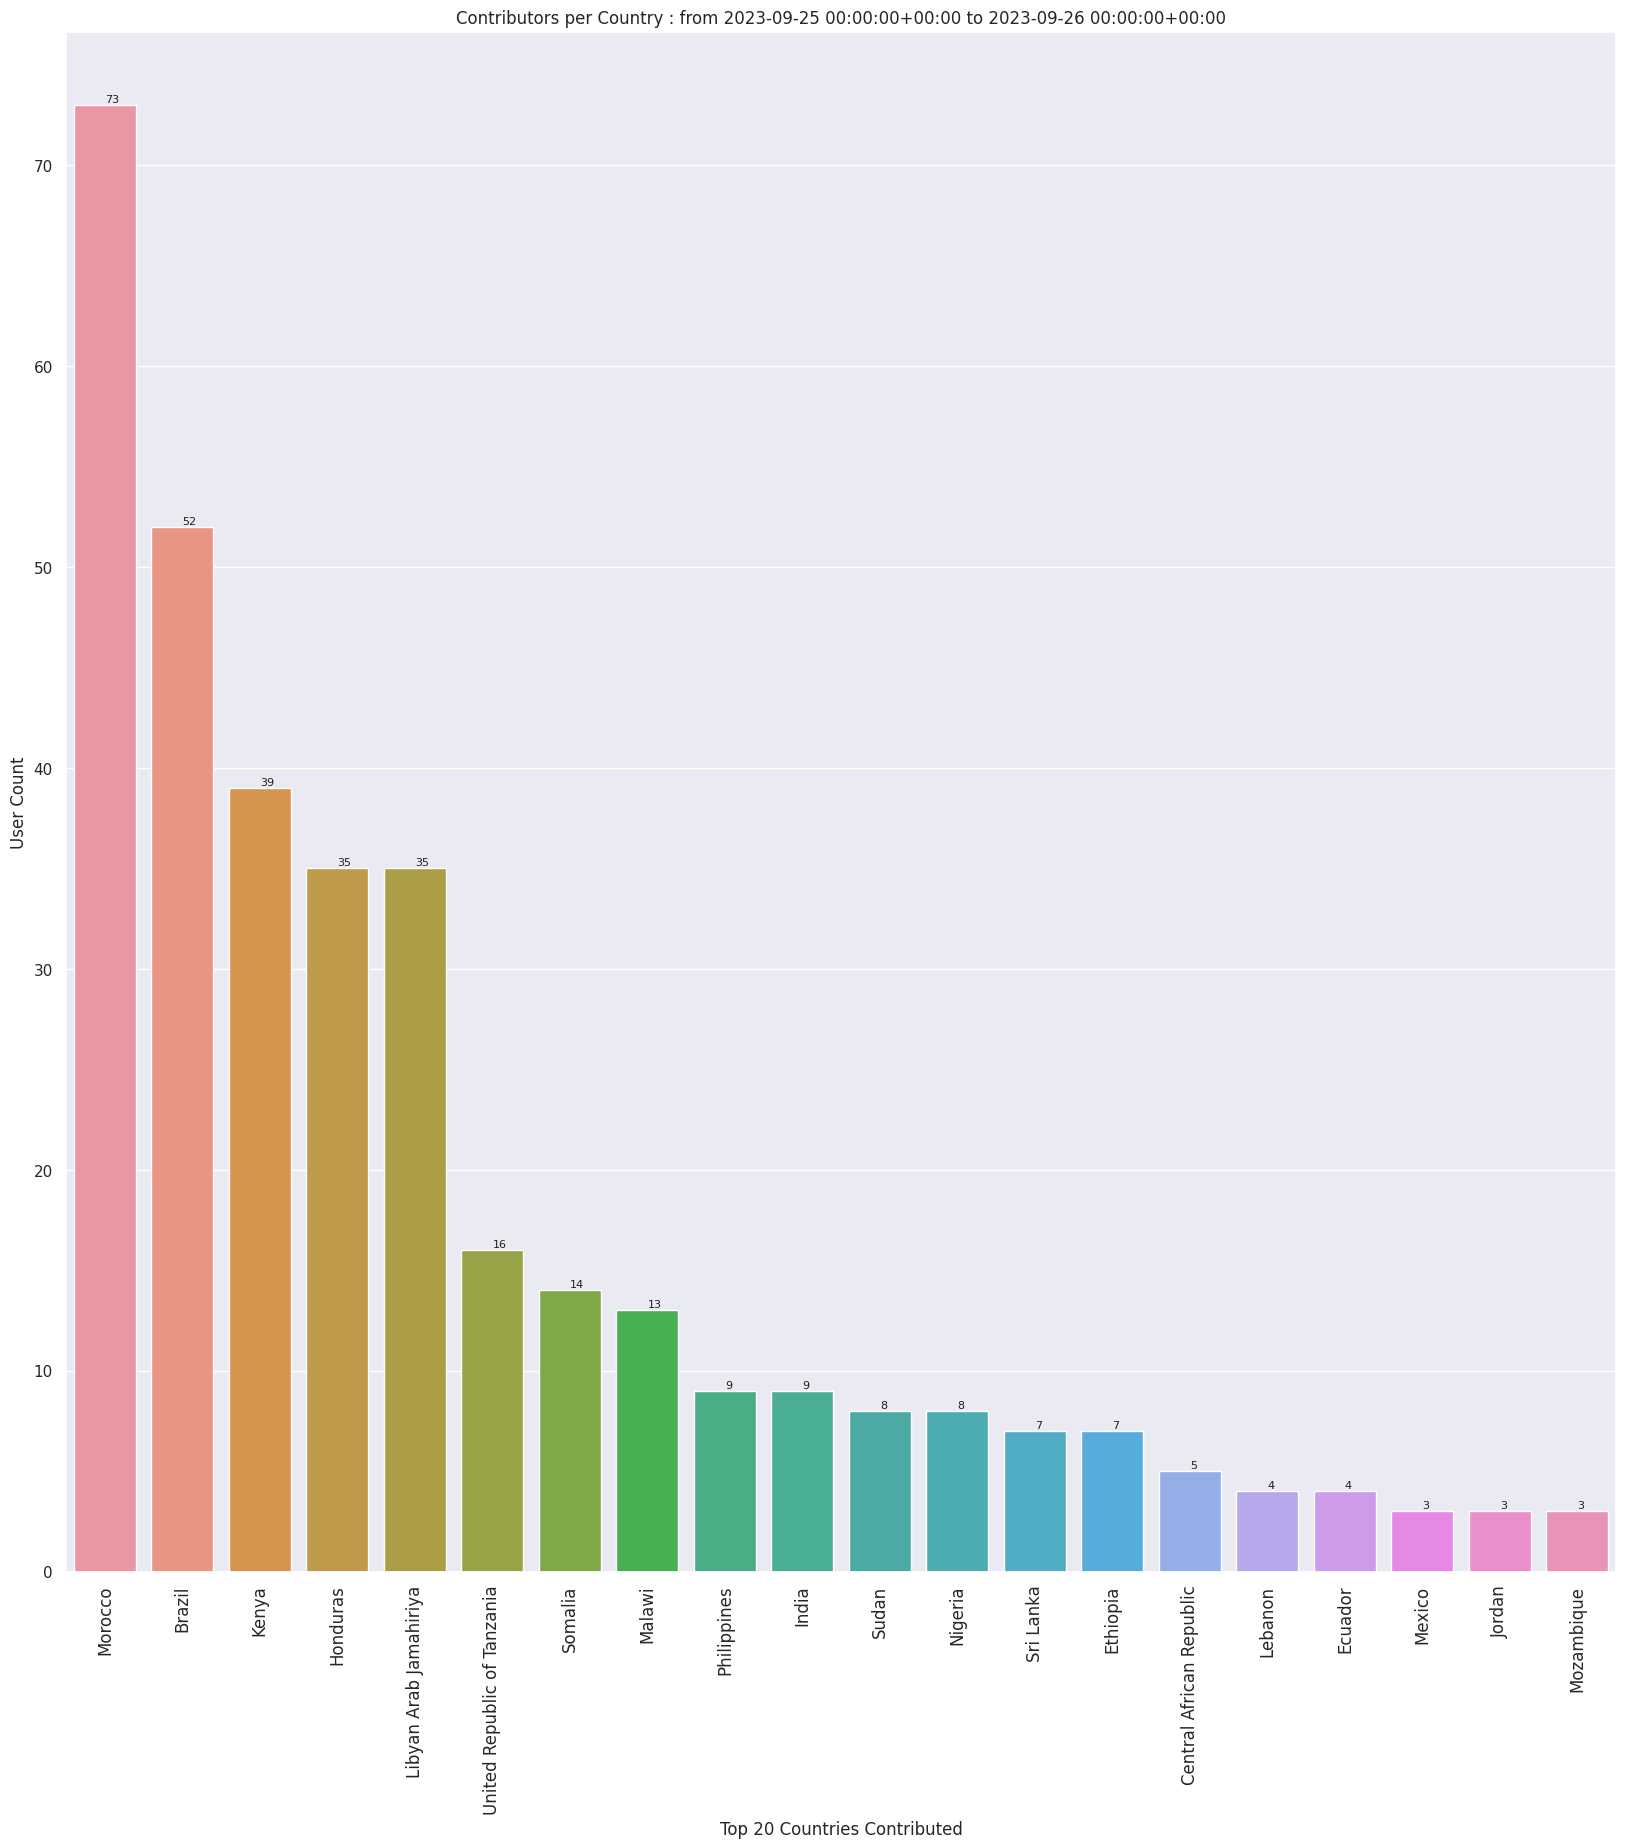 Contributors per Country : from 2023-09-25 00:00:00+00:00 to 2023-09-26 00:00:00+00:00
User Count
70
60
50
40
30
20
10
0
73
52
39
35
35
16
14
13
9
9
8
8
7
7
5
4
4
3
3
3
Morocco
Brazil
Kenya
Honduras
Libyan Arab Jamahiriya
United Republic of Tanzania
Somalia
Malawi
Philippines
India
Sudan
Nigeria
Sri Lanka
Ethiopia
Central African Republic
Lebanon
Ecuador
Mexico
Jordan
Mozambique
Top 20 Countries Contributed